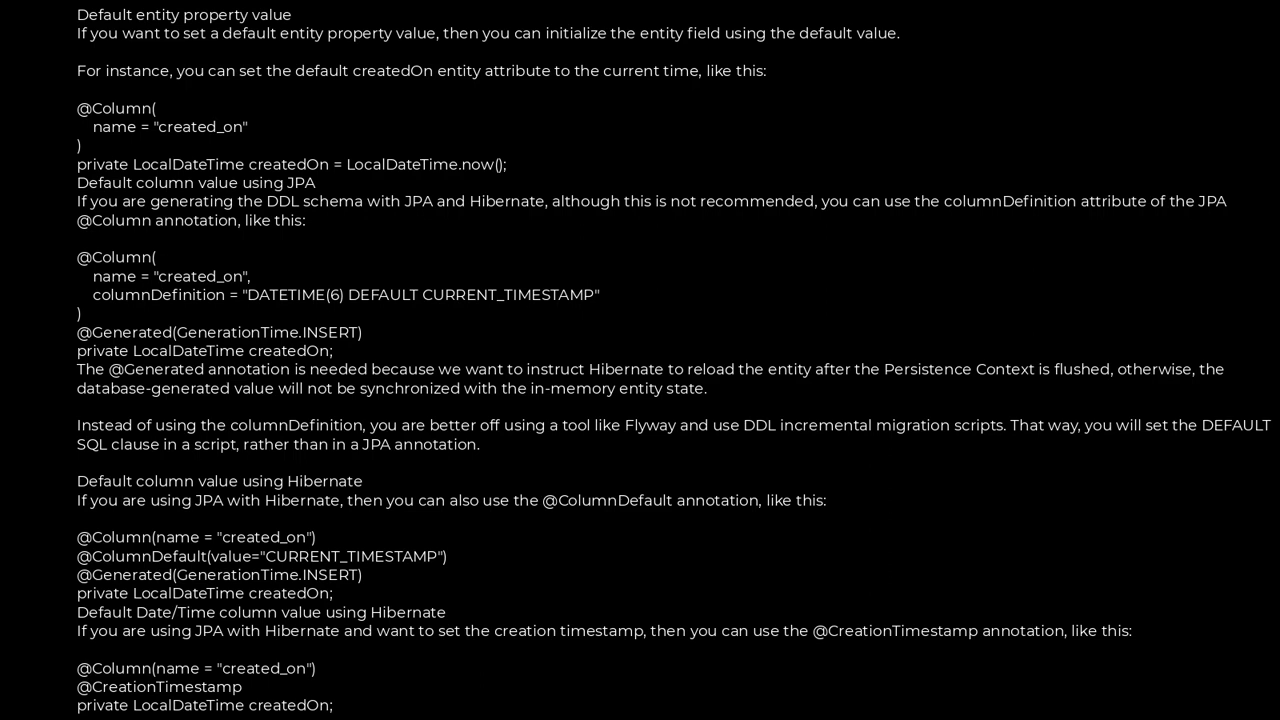 Default entity property value
If you want to set a default entity property value, then you can initialize the entity field using the default value.
For instance, you can set the default createdOn entity attribute to the current time, like this:
@Column(
    name = "created_on"
)
private LocalDateTime createdOn = LocalDateTime.now();
Default column value using JPA
If you are generating the DDL schema with JPA and Hibernate, although this is not recommended, you can use the columnDefinition attribute of the JPA
@Column annotation, like this:
@Column(
    name = "created_on",
    columnDefinition = "DATETIME(6) DEFAULT CURRENT_TIMESTAMP"
)
@Generated(GenerationTime.INSERT)
private LocalDateTime createdOn;
The @Generated annotation is needed because we want to instruct Hibernate to reload the entity after the Persistence Context is flushed, otherwise, the
database-generated value will not be synchronized with the in-memory entity state.
Instead of using the columnDefinition, you are better off using a tool like Flyway and use DDL incremental migration scripts. That way, you will set the DEFAULT
SQL clause in a script, rather than in a JPA annotation.
Default column value using Hibernate
If you are using JPA with Hibernate, then you can also use the @ColumnDefault annotation, like this:
@Column(name = "created_on")
@ColumnDefault(value="CURRENT_TIMESTAMP")
@Generated(GenerationTime.INSERT)
private LocalDateTime createdOn;
Default Date/Time column value using Hibernate
If you are using JPA with Hibernate and want to set the creation timestamp, then you can use the @CreationTimestamp annotation, like this:
@Column(name = "created_on")
@CreationTimestamp
private LocalDateTime createdOn;